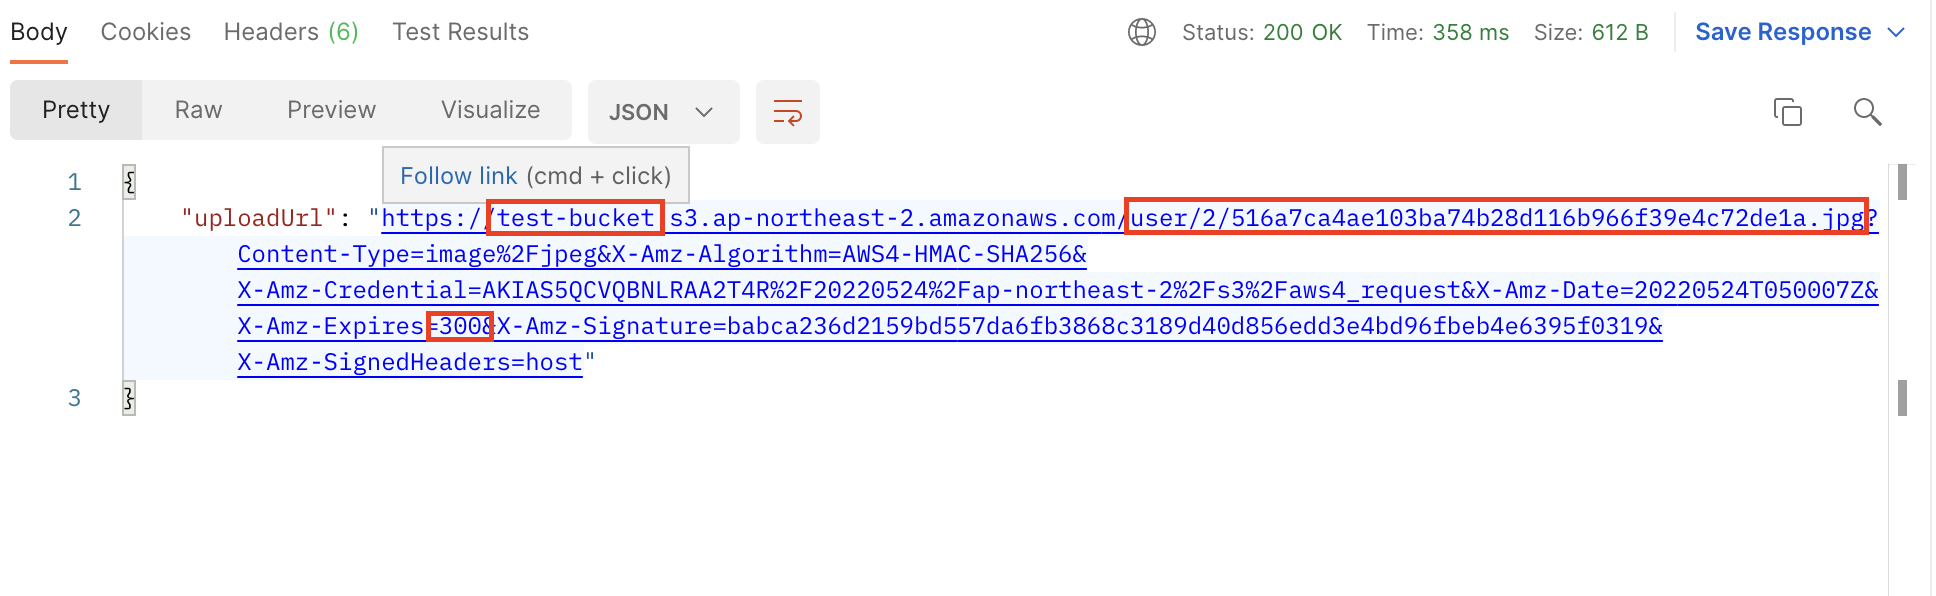 Body Cookies Headers (6) Test Results Status: 200 OK Time: 358 ms Size: 612 B Save Response
Pretty Raw Preview Visualize JSON
Follow link (cmd + click)
1 {
2 "uploadUrl": "https://test-bucket s3.ap-northeast-2.amazonaws.com/user/2/516a7ca4ae103ba74b28d116b966f39e4c72de1a.jpg?
Content-Type=image%2Fjpeg&X-Amz-Algorithm=AWS4-HMAC-SHA256&
X-Amz-Credential=AKIAS5QCVQBNLRAA2T4R%2F20220524%2Fap-northeast-2%2Fs3%2Faws4_request&X-Amz-Date=20220524T050007Z&
X-Amz-Expires=300&X-Amz-Signature=babca236d2159bd557da6fb3868c3189d40d856edd3e4bd96fbeb4e6395f0319&
X-Amz-SignedHeaders=host"
3 }